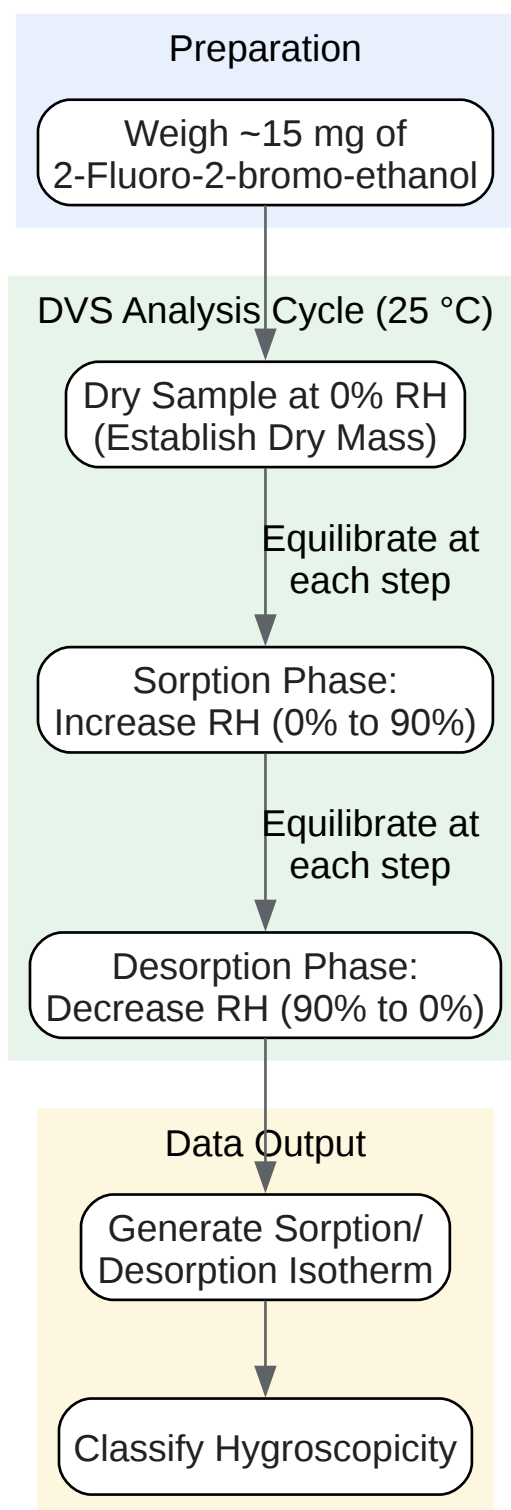 Preparation
Weigh ~15 mg of
2-Fluoro-2-bromo-ethanol
DVS Analysis Cycle (25 °C)
Dry Sample at 0% RH
(Establish Dry Mass)
Equilibrate at
each step
Sorption Phase:
Increase RH (0% to 90%)
Equilibrate at
each step
Desorption Phase:
Decrease RH (90% to 0%)
Data Output
Generate Sorption/
Desorption Isotherm
Classify Hygroscopicity